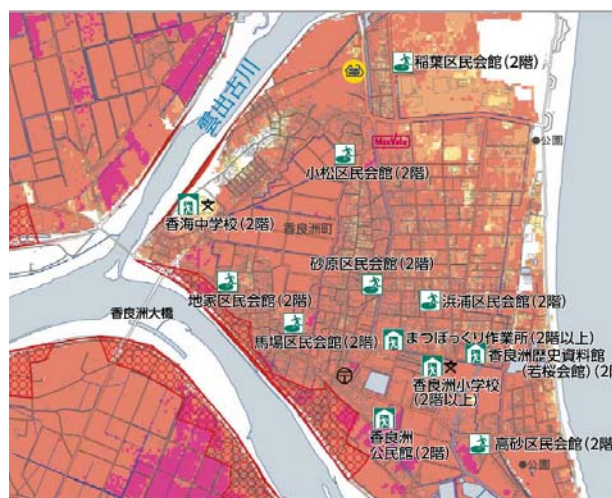 稲葉区民会館(2階)
雲出古川
公園
MaxValu
小松区民会館(2階)
香海中学校(2階)
香良洲町
砂原区民会館(2階)
地家区民会館(2階)
浜浦区民会館(2階)
香良洲大橋
馬場区民会館(2階)
まつぼっくり作業所(2階以上)
香良洲歴史資料館
(若桜会館)(2
香良洲小学校
(2階以上)
香良洲
公民館(2階)
高砂区民会館(2階
公園